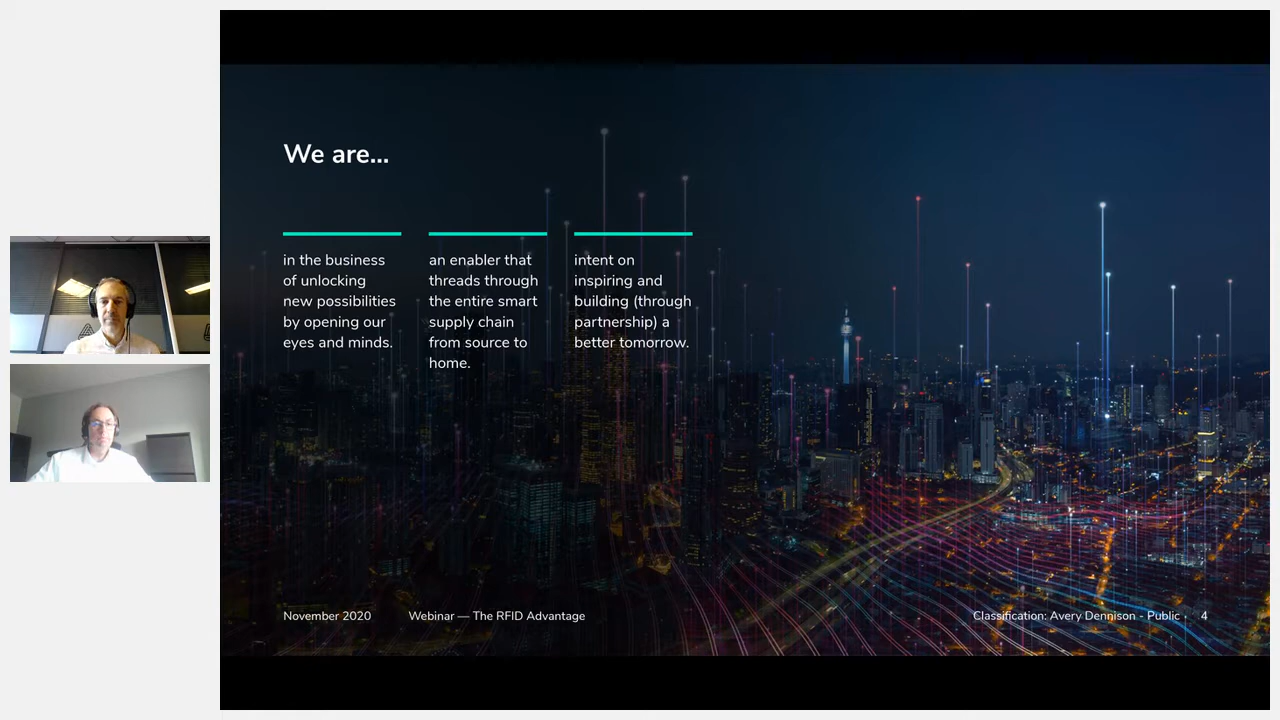 We are...
in the business
of unlocking
new possibilities
by opening our
eyes and minds.
an enabler that
threads through
the entire smart
supply chain
from source to
home.
intent on
inspiring and
building (through
partnership) a
better tomorrow.
November 2020
Webinar — The RFID Advantage
Classification: Avery Dennison - Public
4